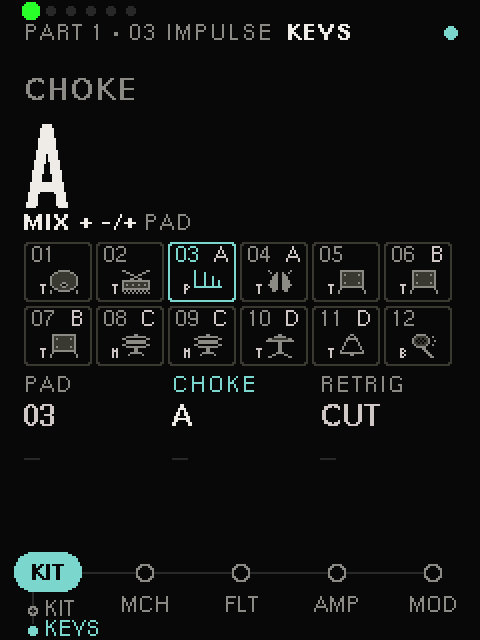 PART 1 · 03 IMPULSE KEYS
CHOKE
A
MIX + -/+ PAD
01 02 03 A 04 A 05 06 B
T T P T T T
07 B 08 C 09 C 10 D 11 D 12
T M M T T B
PAD CHOKE RETRIG
03 A CUT
— — —
KIT
KIT MCH FLT AMP MOD
KEYS